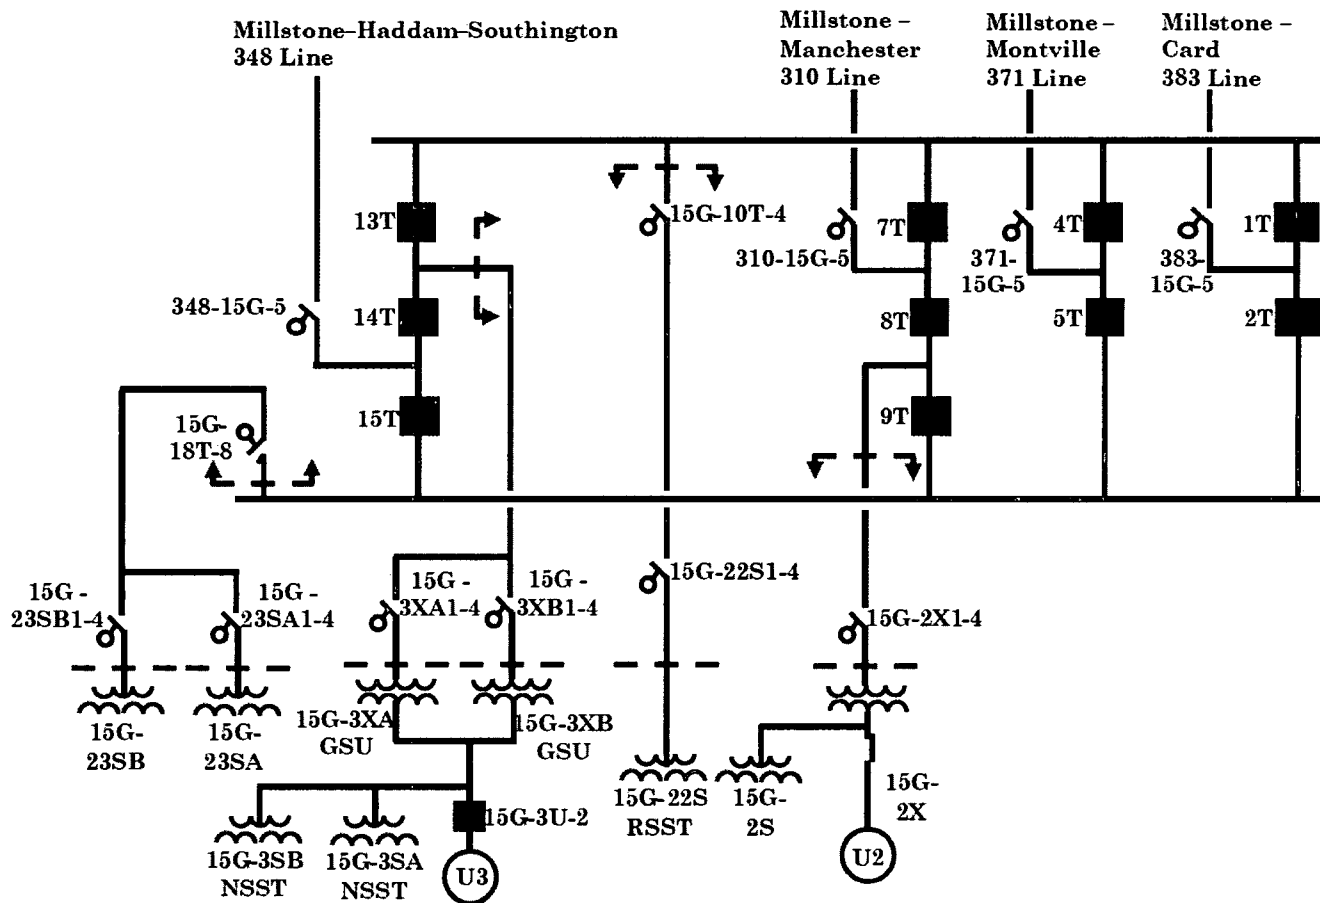 Millstone–Haddam–Southington
348 Line
Millstone –
Manchester
310 Line
Millstone –
Montville
371 Line
Millstone –
Card
383 Line
13T
15G-10T-4
7T
4T
1T
310-15G-5
371-
15G-5
383-
15G-5
348-15G-5
14T
8T
5T
2T
15G-
18T-8
15T
9T
15G -
23SB1-4
15G -
23SA1-4
15G -
3XA1-4
15G -
3XB1-4
15G-22S1-4
15G-2X1-4
15G-
23SB
15G-
23SA
15G-3XA
GSU
15G-3XB
GSU
15G-22S
RSST
15G-
2S
15G-
2X
15G-3U-2
15G-3SB
NSST
15G-3SA
NSST
U3
U2